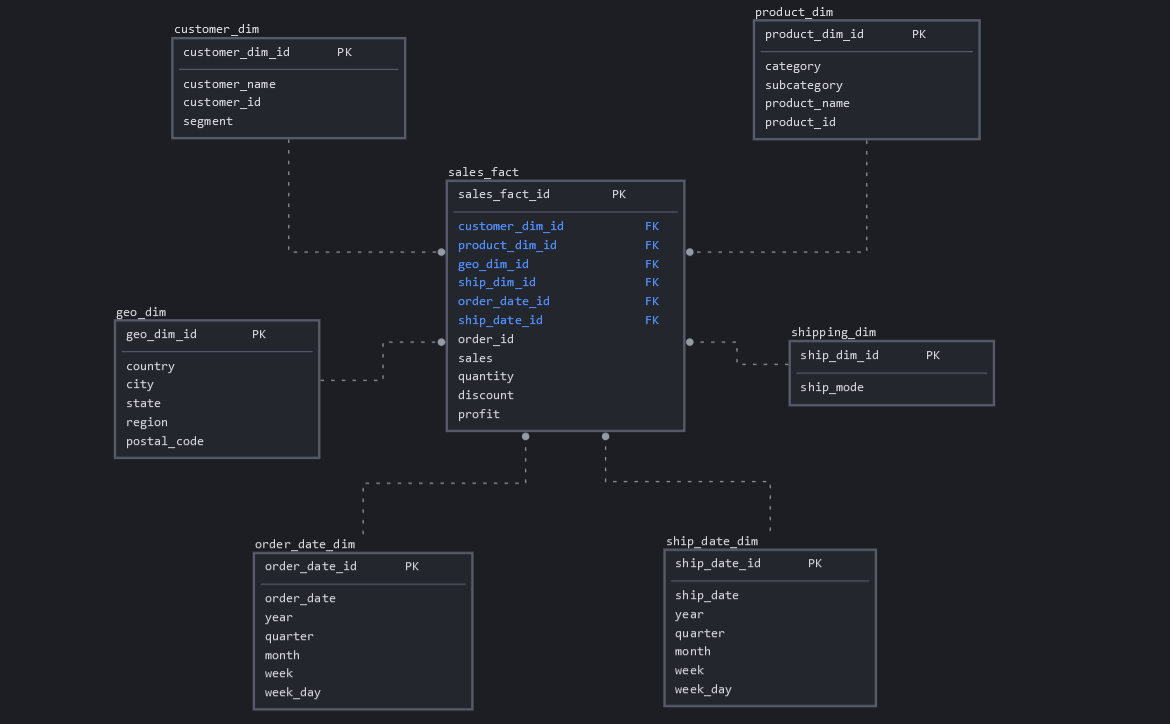 customer_dim
customer_dim_id PK
customer_name
customer_id
segment
product_dim
product_dim_id PK
category
subcategory
product_name
product_id
sales_fact
sales_fact_id PK
customer_dim_id FK
product_dim_id FK
geo_dim_id FK
ship_dim_id FK
order_date_id FK
ship_date_id FK
order_id
sales
quantity
discount
profit
geo_dim
geo_dim_id PK
country
city
state
region
postal_code
shipping_dim
ship_dim_id PK
ship_mode
order_date_dim
order_date_id PK
order_date
year
quarter
month
week
week_day
ship_date_dim
ship_date_id PK
ship_date
year
quarter
month
week
week_day